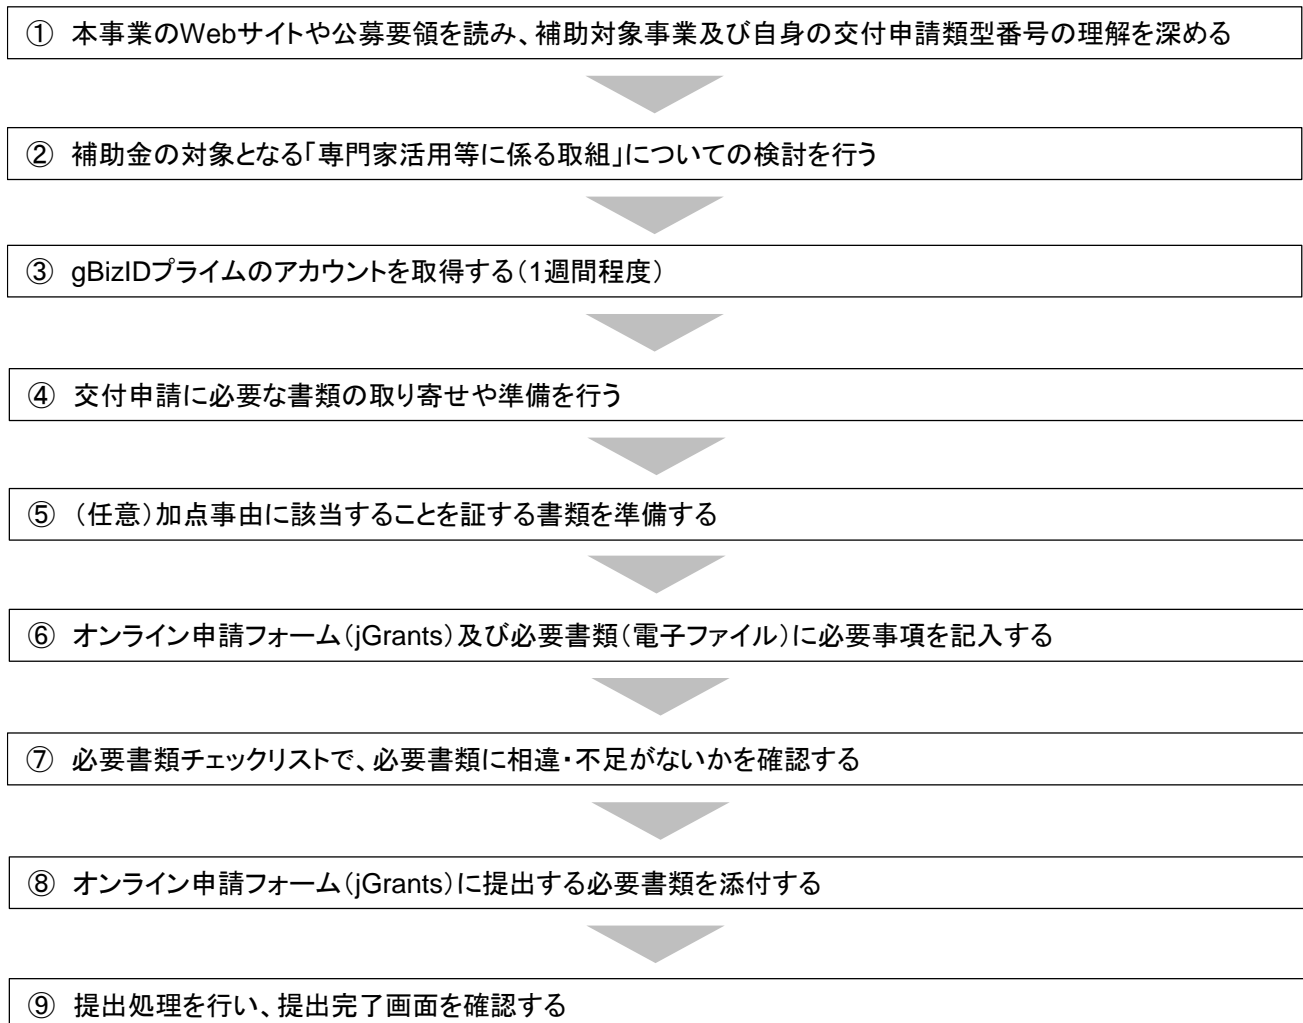 ① 本事業のWebサイトや公募要領を読み、補助対象事業及び自身の交付申請類型番号の理解を深める
② 補助金の対象となる「専門家活用等に係る取組」についての検討を行う
③ gBizIDプライムのアカウントを取得する（1週間程度）
④ 交付申請に必要な書類の取り寄せや準備を行う
⑤ （任意）加点事由に該当することを証する書類を準備する
⑥ オンライン申請フォーム（jGrants）及び必要書類（電子ファイル）に必要事項を記入する
⑦ 必要書類チェックリストで、必要書類に相違・不足がないかを確認する
⑧ オンライン申請フォーム（jGrants）に提出する必要書類を添付する
⑨ 提出処理を行い、提出完了画面を確認する